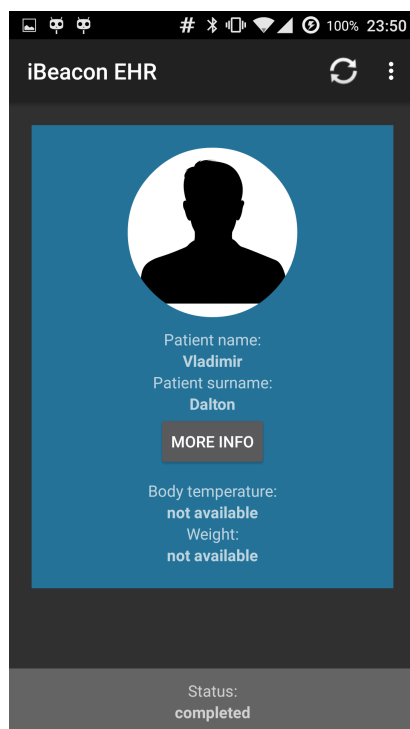 # 100% 23:50
iBeacon EHR
Patient name:
Vladimir
Patient surname:
Dalton
MORE INFO
Body temperature:
not available
Weight:
not available
Status:
completed